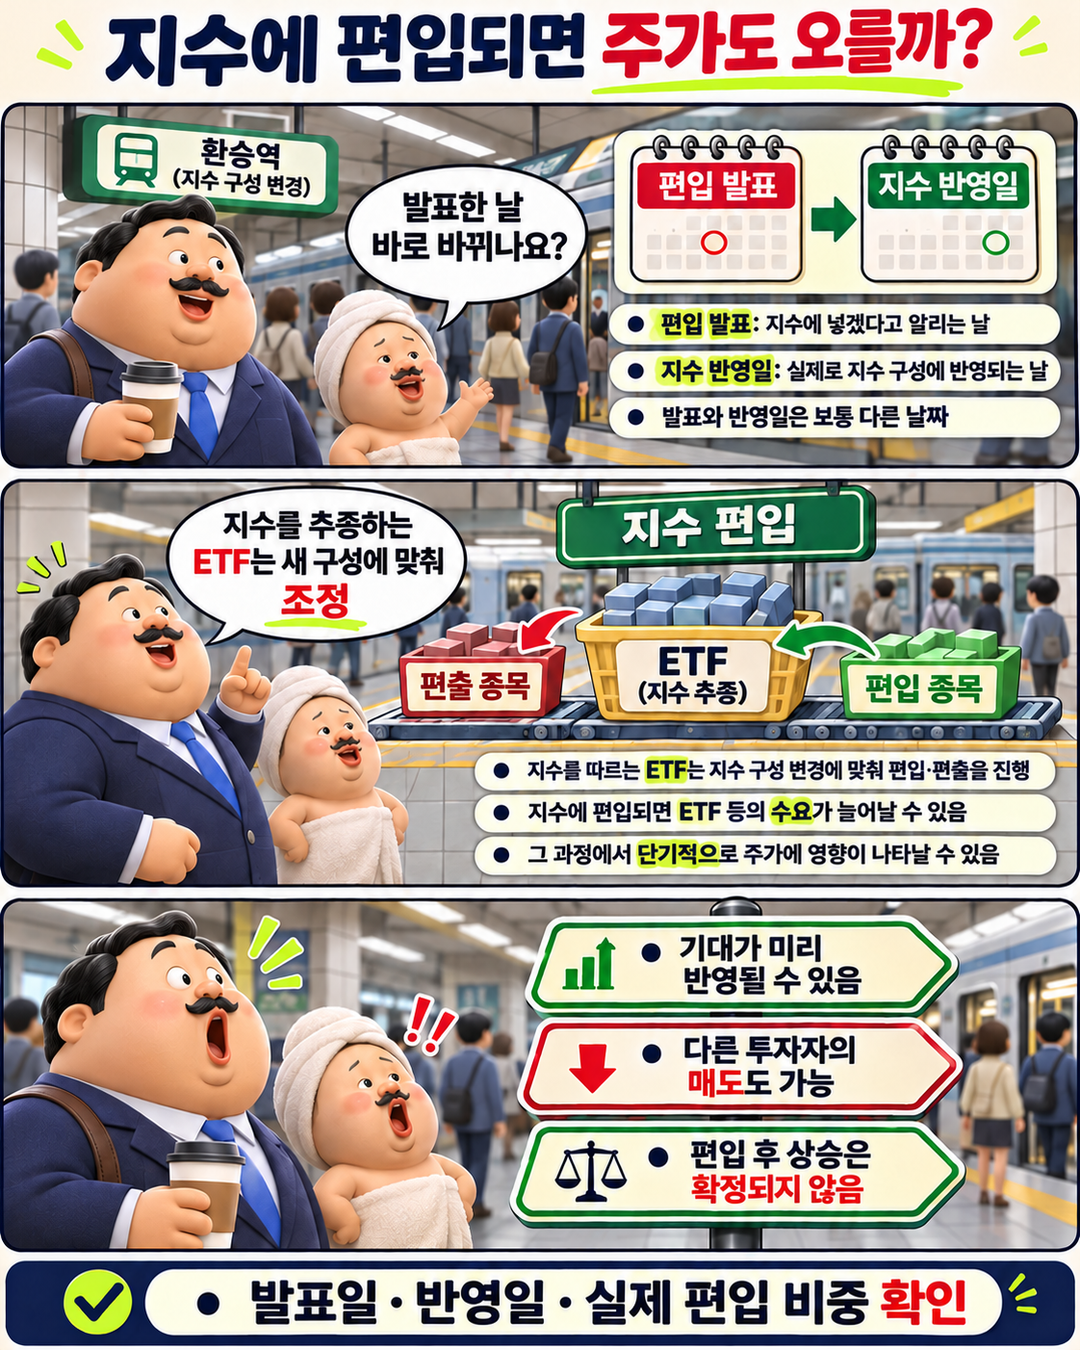 지수에 편입되면 주가도 오를까?
환승역
(지수 구성 변경)
발표한 날
바로 바뀌나요?
편입 발표
지수 반영일
• 편입 발표: 지수에 넣겠다고 알리는 날
• 지수 반영일: 실제로 지수 구성에 반영되는 날
• 발표와 반영일은 보통 다른 날짜
지수를 추종하는
ETF는 새 구성에 맞춰
조정
지수 편입
편출 종목
ETF
(지수 추종)
편입 종목
• 지수를 따르는 ETF는 지수 구성 변경에 맞춰 편입·편출을 진행
• 지수에 편입되면 ETF 등의 수요가 늘어날 수 있음
• 그 과정에서 단기적으로 주가에 영향이 나타날 수 있음
!!
• 기대가 미리
반영될 수 있음
• 다른 투자자의
매도도 가능
• 편입 후 상승은
확정되지 않음
• 발표일 · 반영일 · 실제 편입 비중 확인